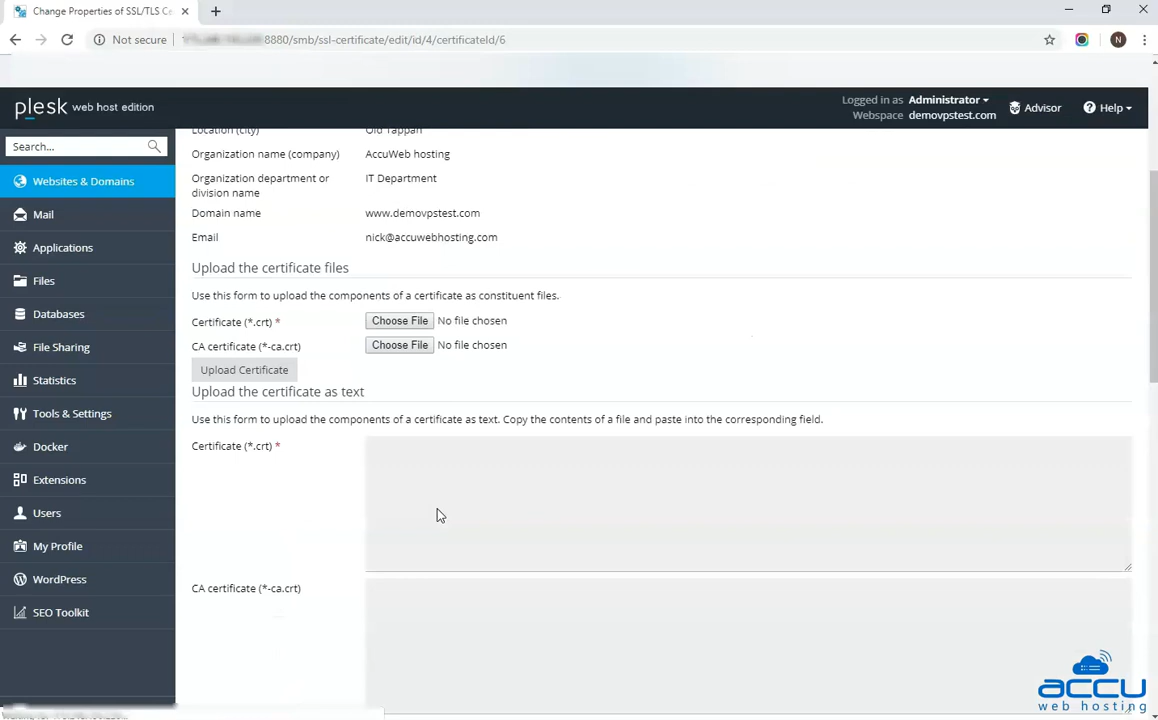 Change Properties of SSL/TLS Ce
Not secure
8880/smb/ssl-certificate/edit/id/4/certificateId/6
N
plesk web host edition
Logged in as Administrator
Webspace demovpstest.com
Advisor
Help
Search...
Location (city) Old Tappan
Organization name (company) AccuWeb hosting
Organization department or division name IT Department
Domain name www.demovpstest.com
Email nick@accuwebhosting.com
Upload the certificate files
Use this form to upload the components of a certificate as constituent files.
Certificate (*.crt) * Choose File No file chosen
CA certificate (*-ca.crt) Choose File No file chosen
Upload Certificate
Upload the certificate as text
Use this form to upload the components of a certificate as text. Copy the contents of a file and paste into the corresponding field.
Certificate (*.crt) *
CA certificate (*-ca.crt)
Websites & Domains
Mail
Applications
Files
Databases
File Sharing
Statistics
Tools & Settings
Docker
Extensions
Users
My Profile
WordPress
SEO Toolkit
accu
web hosting